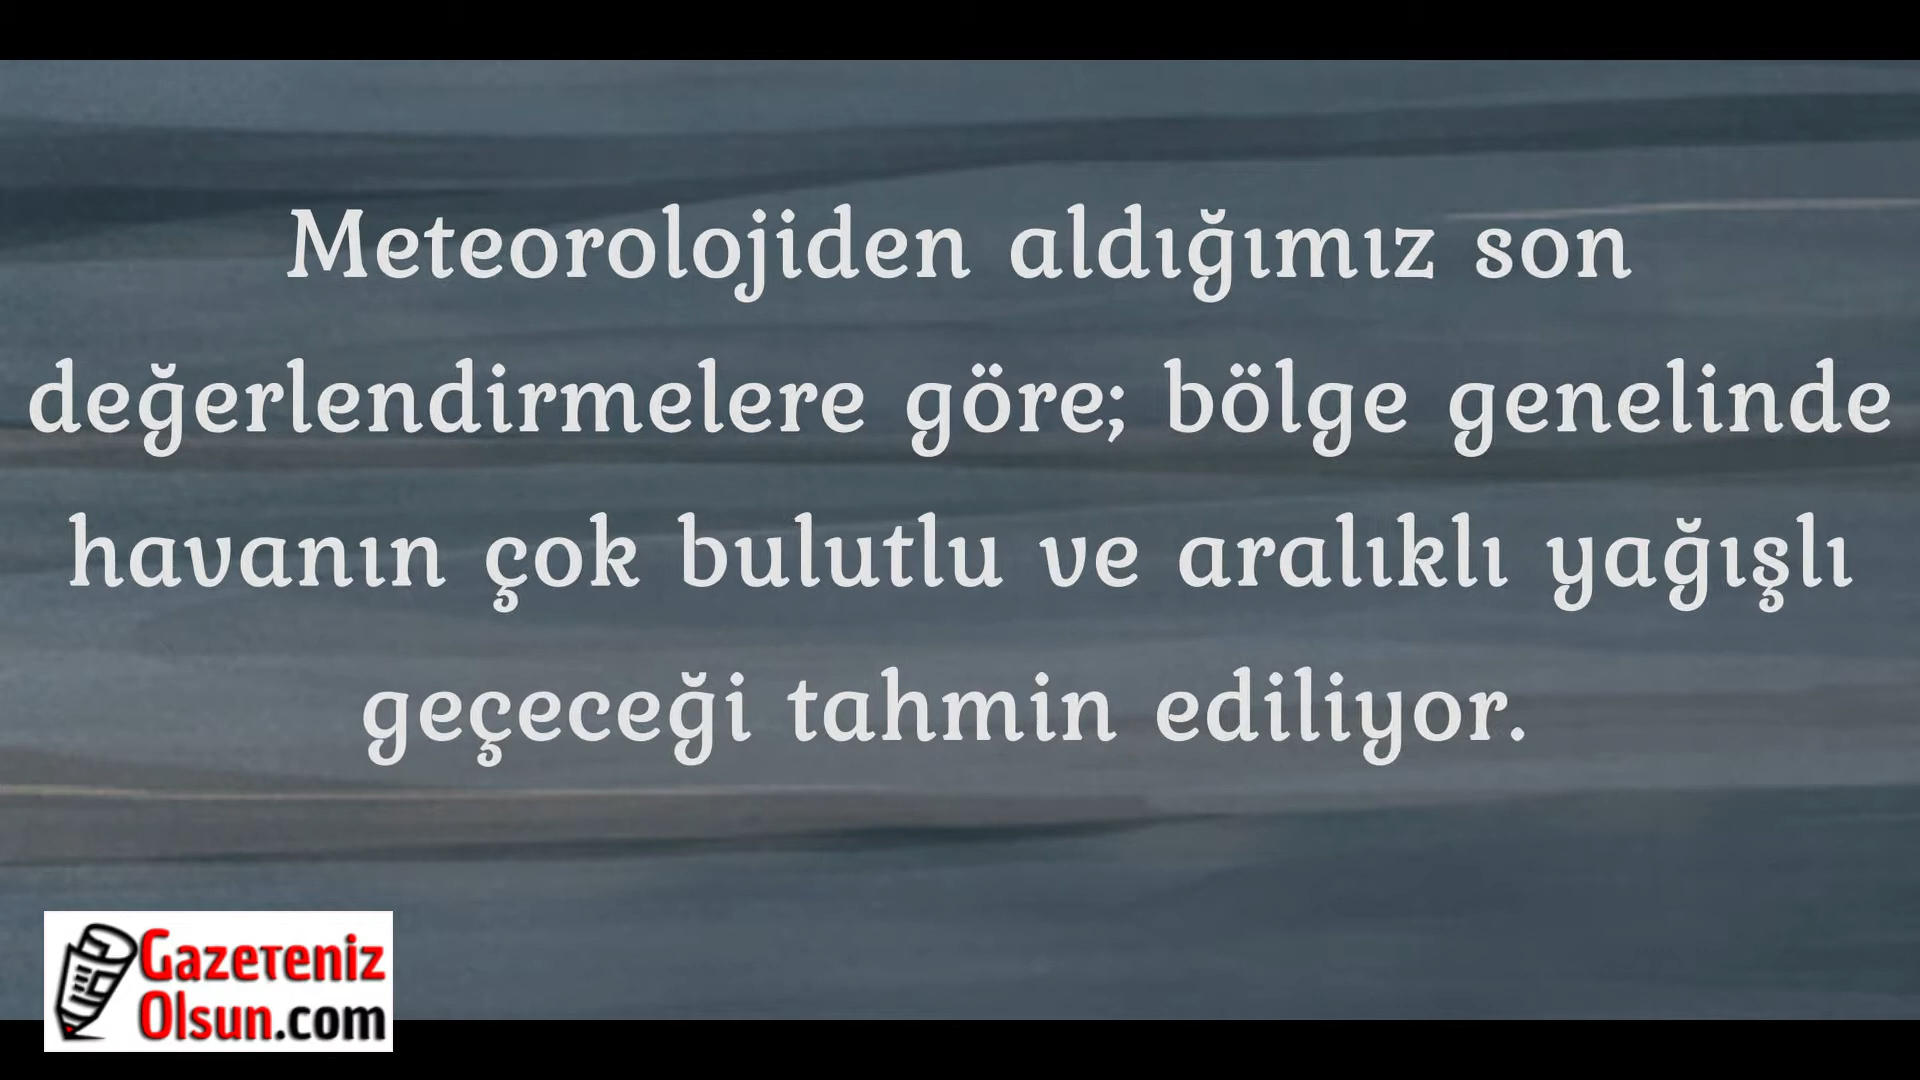 Meteorolojiden aldığımız son
değerlendirmelere göre; bölge genelinde
havanın çok bulutlu ve aralıklı yağışlı
geçeceği tahmin ediliyor.
Gazeteniz
Olsun.com